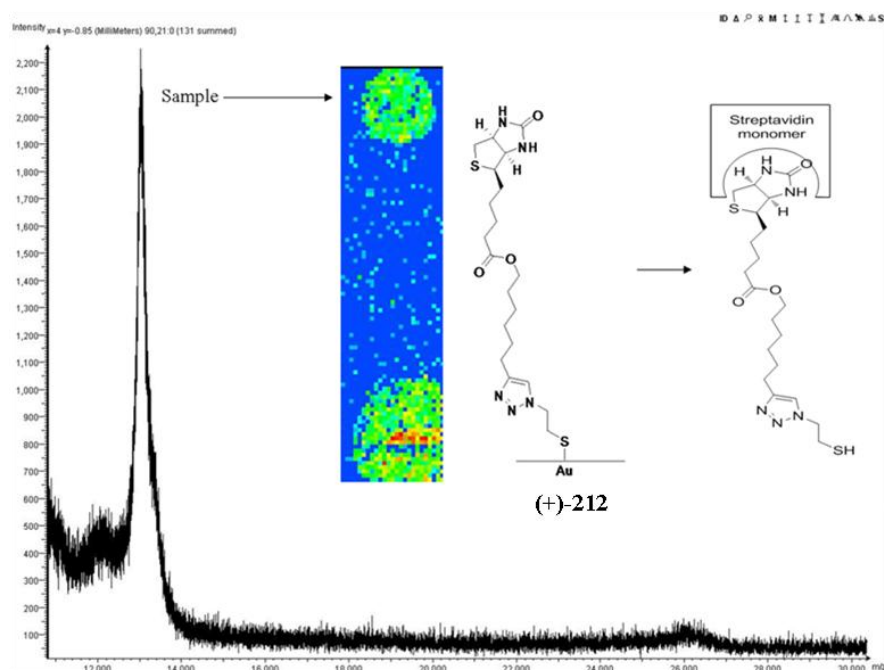 Intensity x=4 y=-0.85 (MilliMeters) 90,21:0 (131 summed)
2,200
2,100
2,000
1,900
1,800
1,700
1,600
1,500
1,400
1,300
1,200
1,100
1,000
900
800
700
600
500
400
300
200
100
Sample
H
HN
O
NH
H
S
O
O
N
N N
S
Au
(+)-212
Streptavidin
monomer
H
HN
O
NH
S
H
O
O
N
N N
SH
12,000 14,000 16,000 18,000 20,000 22,000 24,000 26,000 28,000 30,000